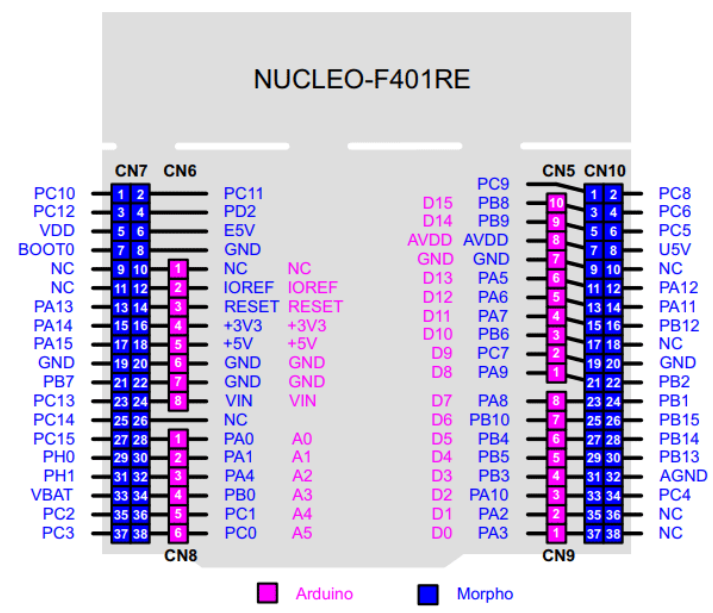 NUCLEO-F401RE
CN7 CN6 CN5 CN10
PC10 1 2 PC11 PC9 1 2 PC8
PC12 3 4 PD2 D15 PB8 10 3 4 PC6
VDD 5 6 E5V D14 PB9 9 5 6 PC5
BOOT0 7 8 GND AVDD AVDD 8 7 8 U5V
NC 9 10 1 NC NC GND GND 7 9 10 NC
NC 11 12 2 IOREF IOREF D13 PA5 6 11 12 PA12
PA13 13 14 3 RESET RESET D12 PA6 5 13 14 PA11
PA14 15 16 4 +3V3 +3V3 D11 PA7 4 15 16 PB12
PA15 17 18 5 +5V +5V D10 PB6 3 17 18 NC
GND 19 20 6 GND GND D9 PC7 2 19 20 GND
PB7 21 22 7 GND GND D8 PA9 1 21 22 PB2
PC13 23 24 8 VIN VIN D7 PA8 8 23 24 PB1
PC14 25 26 NC D6 PB10 7 25 26 PB15
PC15 27 28 1 PA0 A0 D5 PB4 6 27 28 PB14
PH0 29 30 2 PA1 A1 D4 PB5 5 29 30 PB13
PH1 31 32 3 PA4 A2 D3 PB3 4 31 32 AGND
VBAT 33 34 4 PB0 A3 D2 PA10 3 33 34 PC4
PC2 35 36 5 PC1 A4 D1 PA2 2 35 36 NC
PC3 37 38 6 PC0 A5 D0 PA3 1 37 38 NC
CN8 CN9
Arduino Morpho